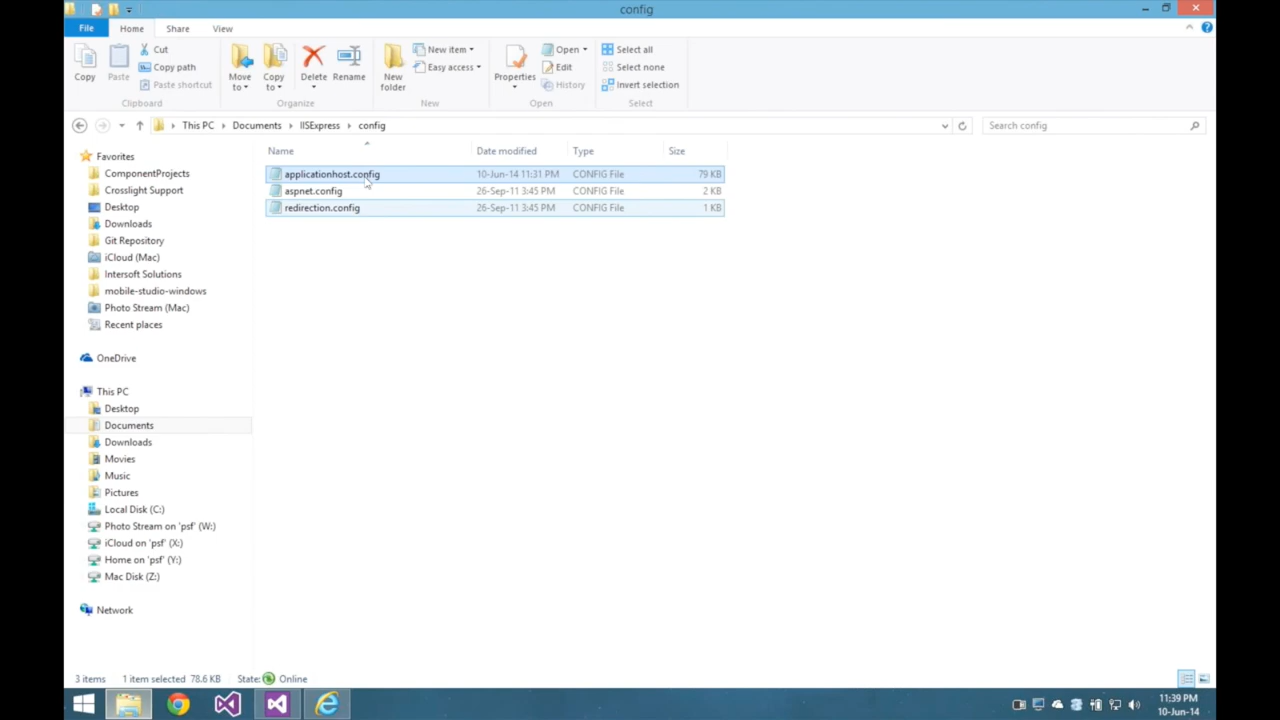 config
File
Home
Share
View
Copy
Paste
Cut
Copy path
Paste shortcut
Clipboard
Move to
Copy to
Delete
Rename
Organize
New folder
New item
Easy access
New
Properties
Open
Edit
History
Open
Select all
Select none
Invert selection
Select
This PC
Documents
IISExpress
config
Search config
Name
Date modified
Type
Size
applicationhost.config 10-Jun-14 11:31 PM CONFIG File 79 KB
aspnet.config 26-Sep-11 3:45 PM CONFIG File 2 KB
redirection.config 26-Sep-11 3:45 PM CONFIG File 1 KB
Favorites
ComponentProjects
Crosslight Support
Desktop
Downloads
Git Repository
iCloud (Mac)
Intersoft Solutions
mobile-studio-windows
Photo Stream (Mac)
Recent places
OneDrive
This PC
Desktop
Documents
Downloads
Movies
Music
Pictures
Local Disk (C:)
Photo Stream on 'psf' (W:)
iCloud on 'psf' (X:)
Home on 'psf' (Y:)
Mac Disk (Z:)
Network
3 items 1 item selected 78.6 KB State: Online
11:39 PM
10-Jun-14